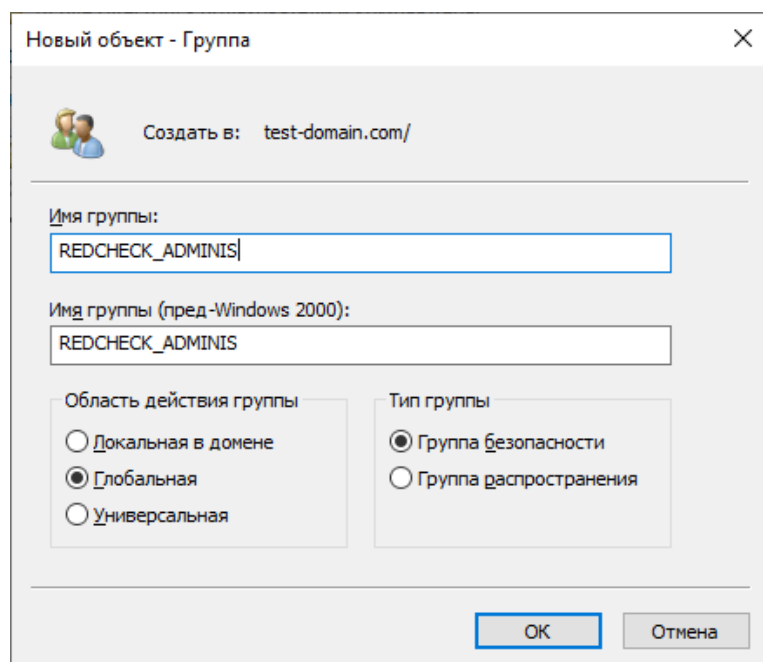 Новый объект - Группа
Создать в: test-domain.com/
Имя группы:
REDCHECK_ADMINIS
Имя группы (пред-Windows 2000):
REDCHECK_ADMINIS
Область действия группы
Локальная в домене
Глобальная
Универсальная
Тип группы
Группа безопасности
Группа распространения
ОК
Отмена